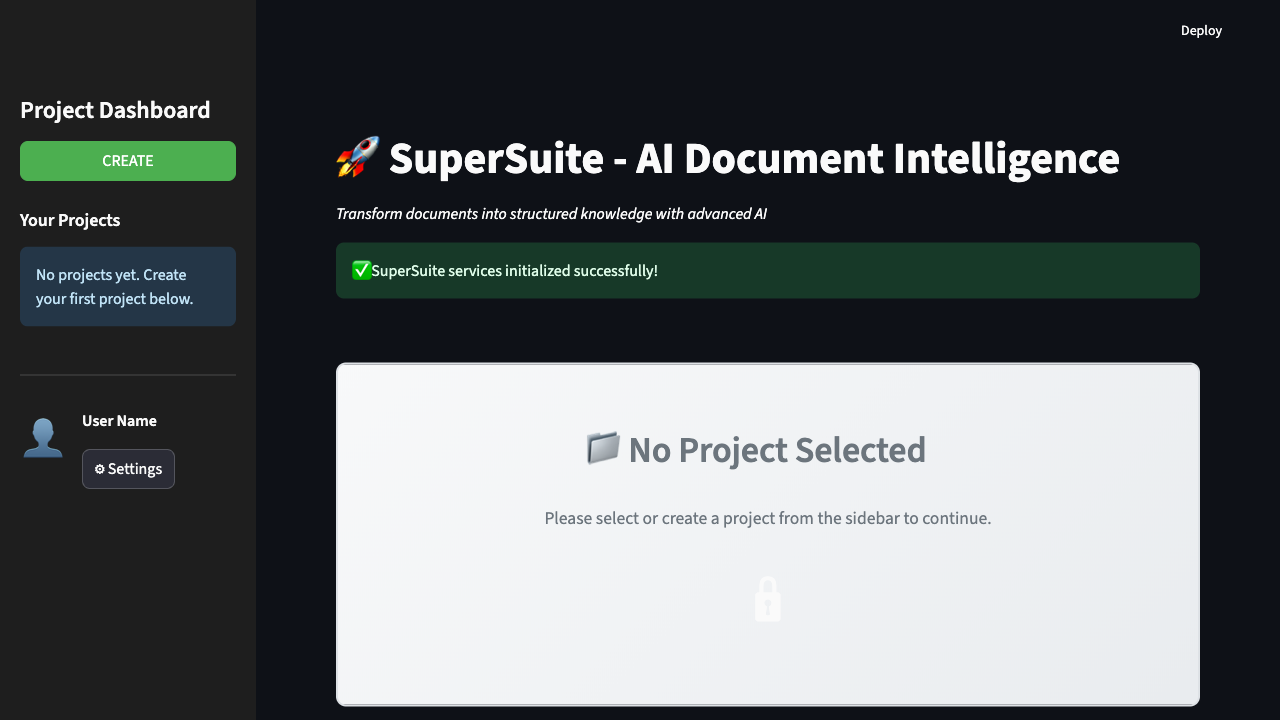 Deploy
Project Dashboard
CREATE
Your Projects
No projects yet. Create
your first project below.
User Name
⚙ Settings
🚀 SuperSuite - AI Document Intelligence
Transform documents into structured knowledge with advanced AI
✅SuperSuite services initialized successfully!
📁 No Project Selected
Please select or create a project from the sidebar to continue.